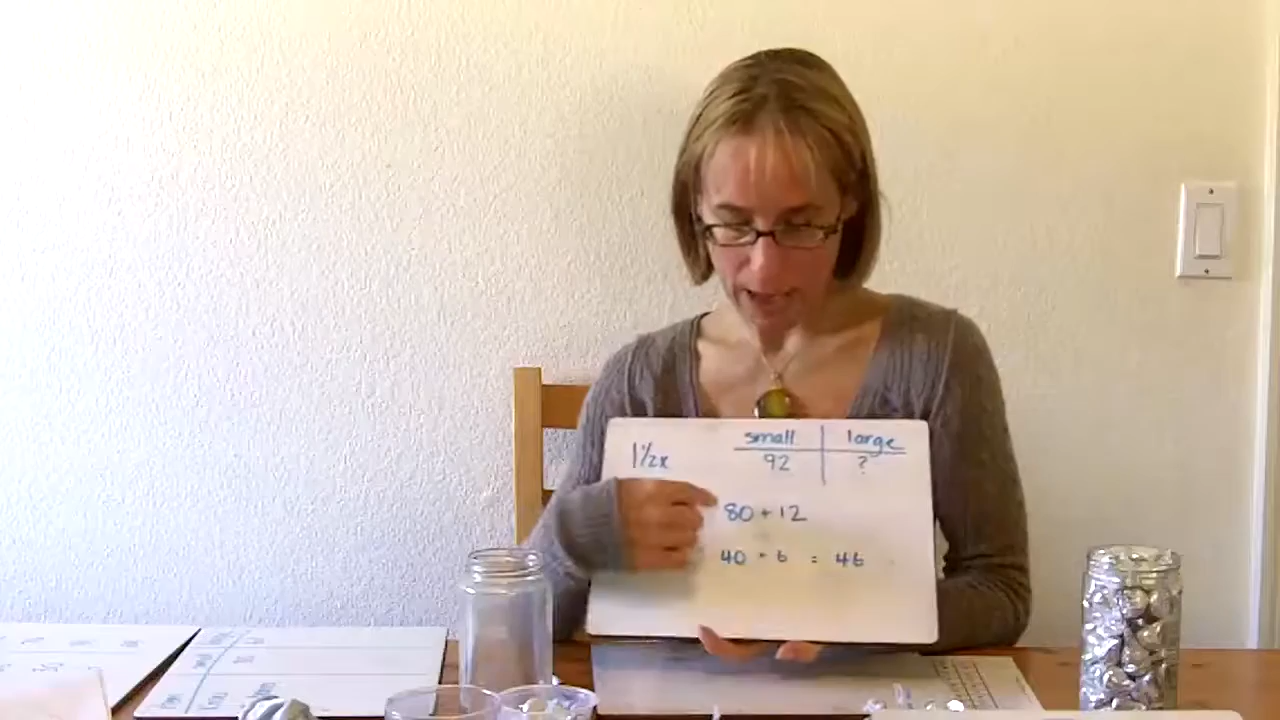 small large
1½x 92 ?
80 + 12
40 + 6 = 46